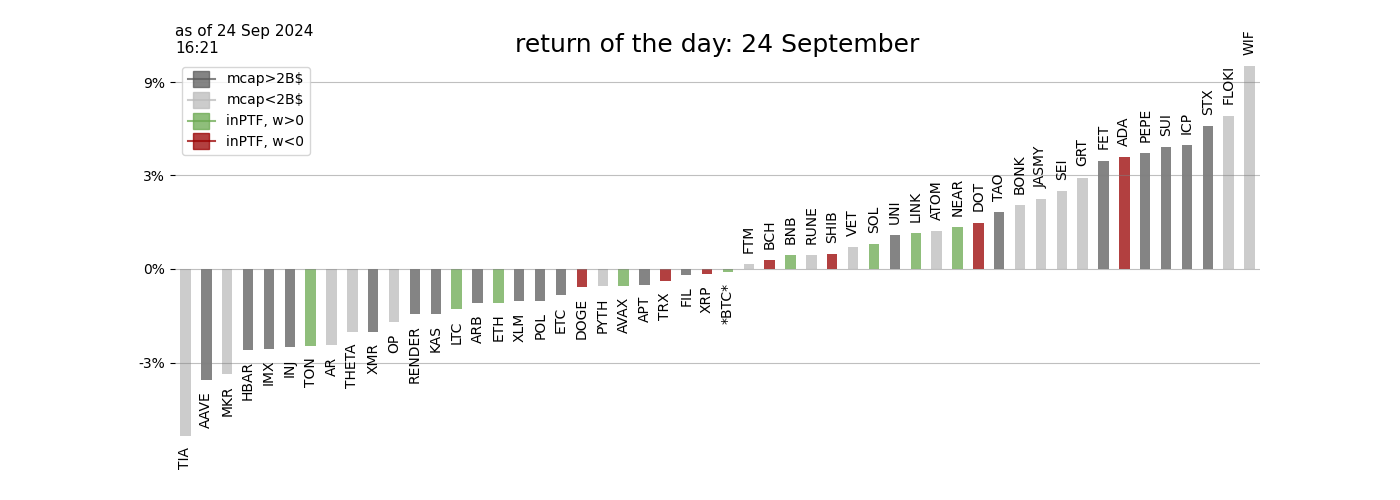 as of 24 Sep 2024
16:21
return of the day: 24 September
mcap>2B$
mcap<2B$
inPTF, w>0
inPTF, w<0
9%
3%
0%
-3%
TIA
AAVE
MKR
HBAR
IMX
INJ
TON
AR
THETA
XMR
OP
RENDER
KAS
LTC
ARB
ETH
XLM
POL
ETC
DOGE
PYTH
AVAX
APT
TRX
FIL
XRP
*BTC*
FTM
BCH
BNB
RUNE
SHIB
VET
SOL
UNI
LINK
ATOM
NEAR
DOT
TAO
BONK
JASMY
SEI
GRT
FET
ADA
PEPE
SUI
ICP
STX
FLOKI
WIF